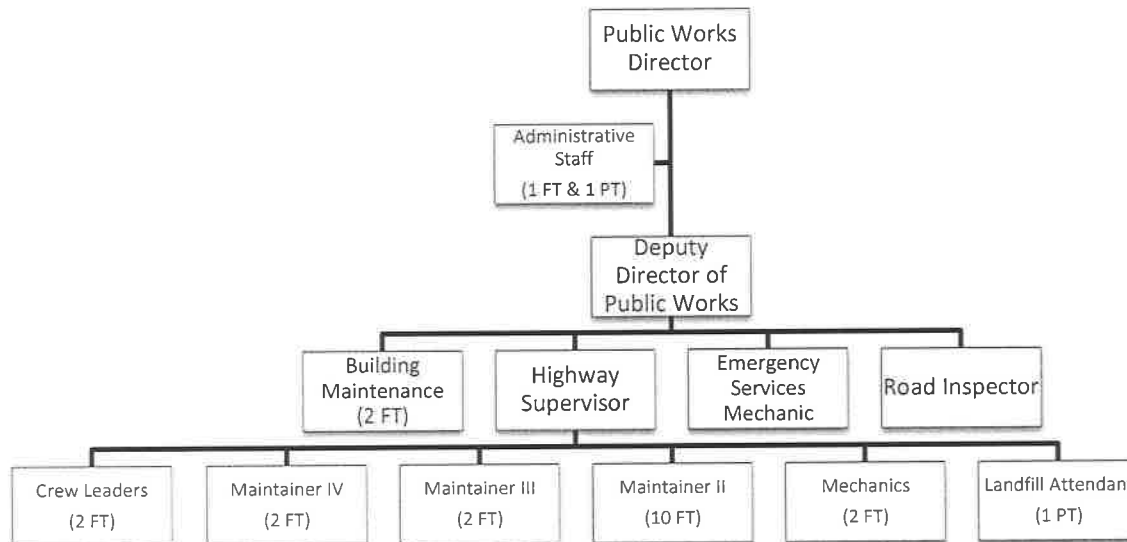 Public Works
Director
Administrative
Staff
(1 FT & 1 PT)
Deputy
Director of
Public Works
Building
Maintenance
(2 FT)
Highway
Supervisor
Emergency
Services
Mechanic
Road Inspector
Crew Leaders
(2 FT)
Maintainer IV
(2 FT)
Maintainer III
(2 FT)
Maintainer II
(10 FT)
Mechanics
(2 FT)
Landfill Attendan
(1 PT)